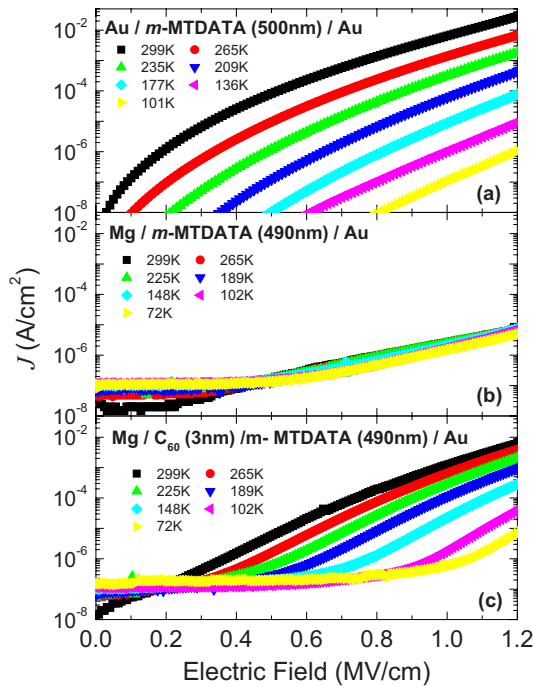 10⁻²
Au / m-MTDATA (500nm) / Au
299K 265K
10⁻⁴
235K 209K
177K 136K
101K
10⁻⁶
(a)
10⁻⁸
Mg / m-MTDATA (490nm) / Au
10⁻²
299K 265K
225K 189K
10⁻⁴
148K 102K
72K
10⁻⁶
(b)
10⁻⁸
J (A/cm²)
Mg / C₆₀ (3nm) /m- MTDATA (490nm) / Au
10⁻²
299K 265K
225K 189K
10⁻⁴
148K 102K
72K
10⁻⁶
(c)
10⁻⁸
0.0 0.2 0.4 0.6 0.8 1.0 1.2
Electric Field (MV/cm)